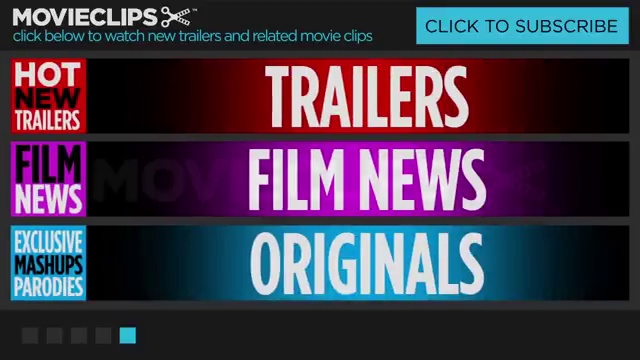 MOVIECLIPS™
click below to watch new trailers and related movie clips
CLICK TO SUBSCRIBE
HOT
NEW
TRAILERS
TRAILERS
FILM
NEWS
FILM NEWS
MOVIECLIPS
EXCLUSIVE
MASHUPS
PARODIES
ORIGINALS